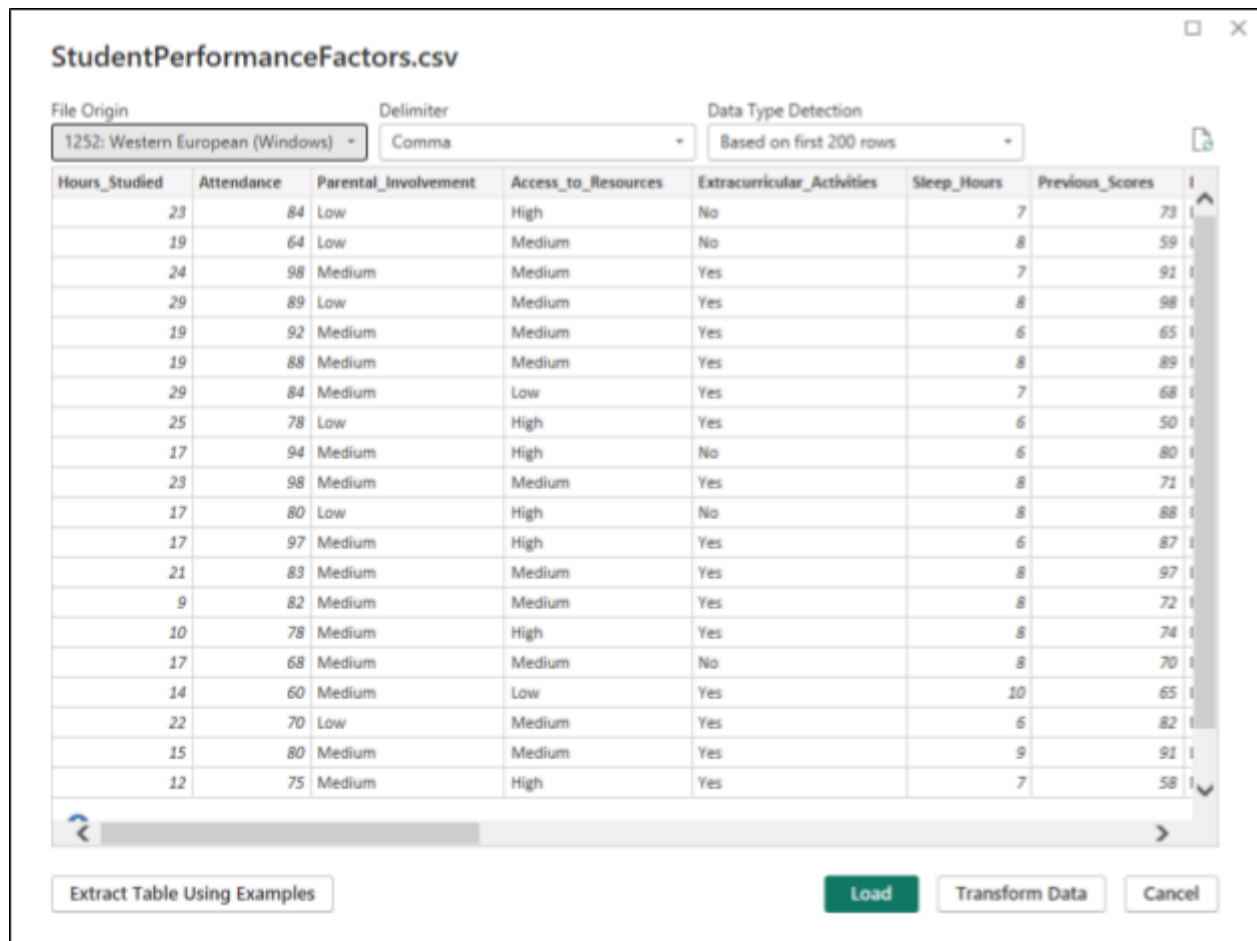 StudentPerformanceFactors.csv
File Origin Delimiter Data Type Detection
1252: Western European (Windows) Comma Based on first 200 rows
Hours_Studied Attendance Parental_Involvement Access_to_Resources Extracurricular_Activities Sleep_Hours Previous_Scores
23 84 Low High No 7 73
19 64 Low Medium No 8 59
24 98 Medium Medium Yes 7 91
29 89 Low Medium Yes 8 98
19 92 Medium Medium Yes 6 65
19 88 Medium Medium Yes 8 89
29 84 Medium Low Yes 7 68
25 78 Low High Yes 6 50
17 94 Medium High No 6 80
23 98 Medium Medium Yes 8 71
17 80 Low High No 8 88
17 97 Medium High Yes 6 87
21 83 Medium Medium Yes 8 97
9 82 Medium Medium Yes 8 72
10 78 Medium High Yes 8 74
17 68 Medium Medium No 8 70
14 60 Medium Low Yes 10 65
22 70 Low Medium Yes 6 82
15 80 Medium Medium Yes 9 91
12 75 Medium High Yes 7 58
Extract Table Using Examples Load Transform Data Cancel